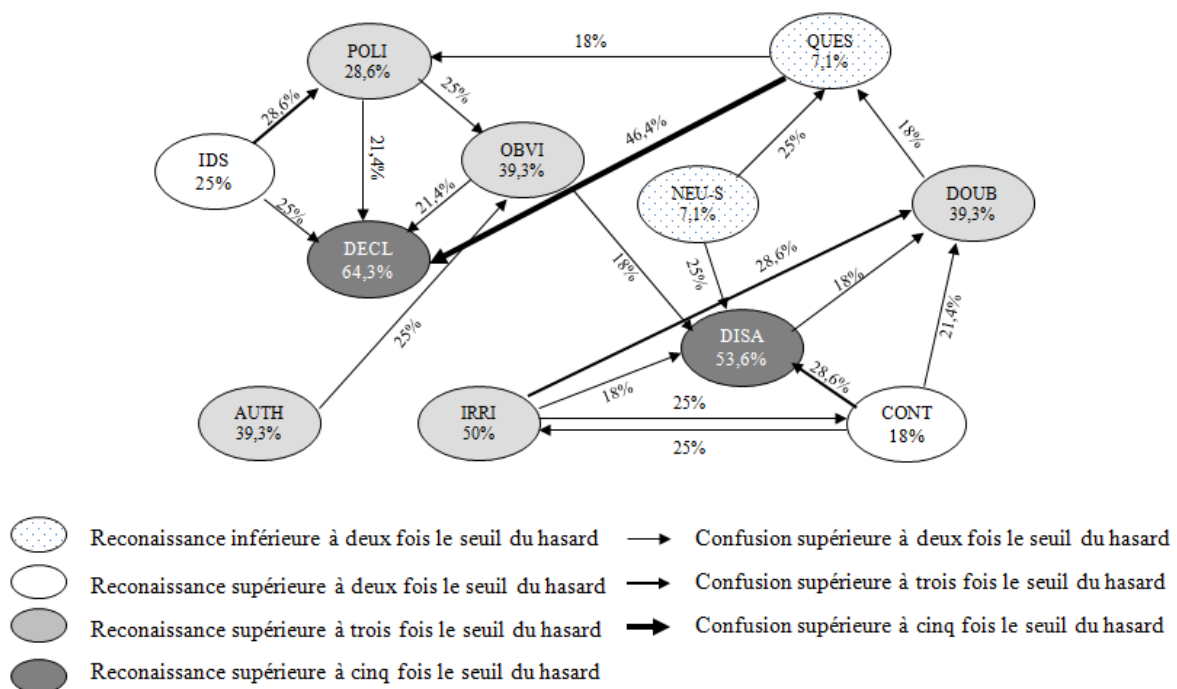 18%
QUES
7,1%
POLI
28,6%
25%
28,6%
46,4%
18%
IDS
25%
21,4%
OBVI
39,3%
25%
NEU-S
7,1%
DOUB
39,3%
25%
21,4%
DECL
64,3%
18%
25%
28,6%
18%
21,4%
25%
DISA
53,6%
28,6%
18%
AUTH
39,3%
IRRI
50%
25%
25%
CONT
18%
Reconaissance inférieure à deux fois le seuil du hasard
Confusion supérieure à deux fois le seuil du hasard
Reconaissance supérieure à deux fois le seuil du hasard
Confusion supérieure à trois fois le seuil du hasard
Reconaissance supérieure à trois fois le seuil du hasard
Confusion supérieure à cinq fois le seuil du hasard
Reconaissance supérieure à cinq fois le seuil du hasard